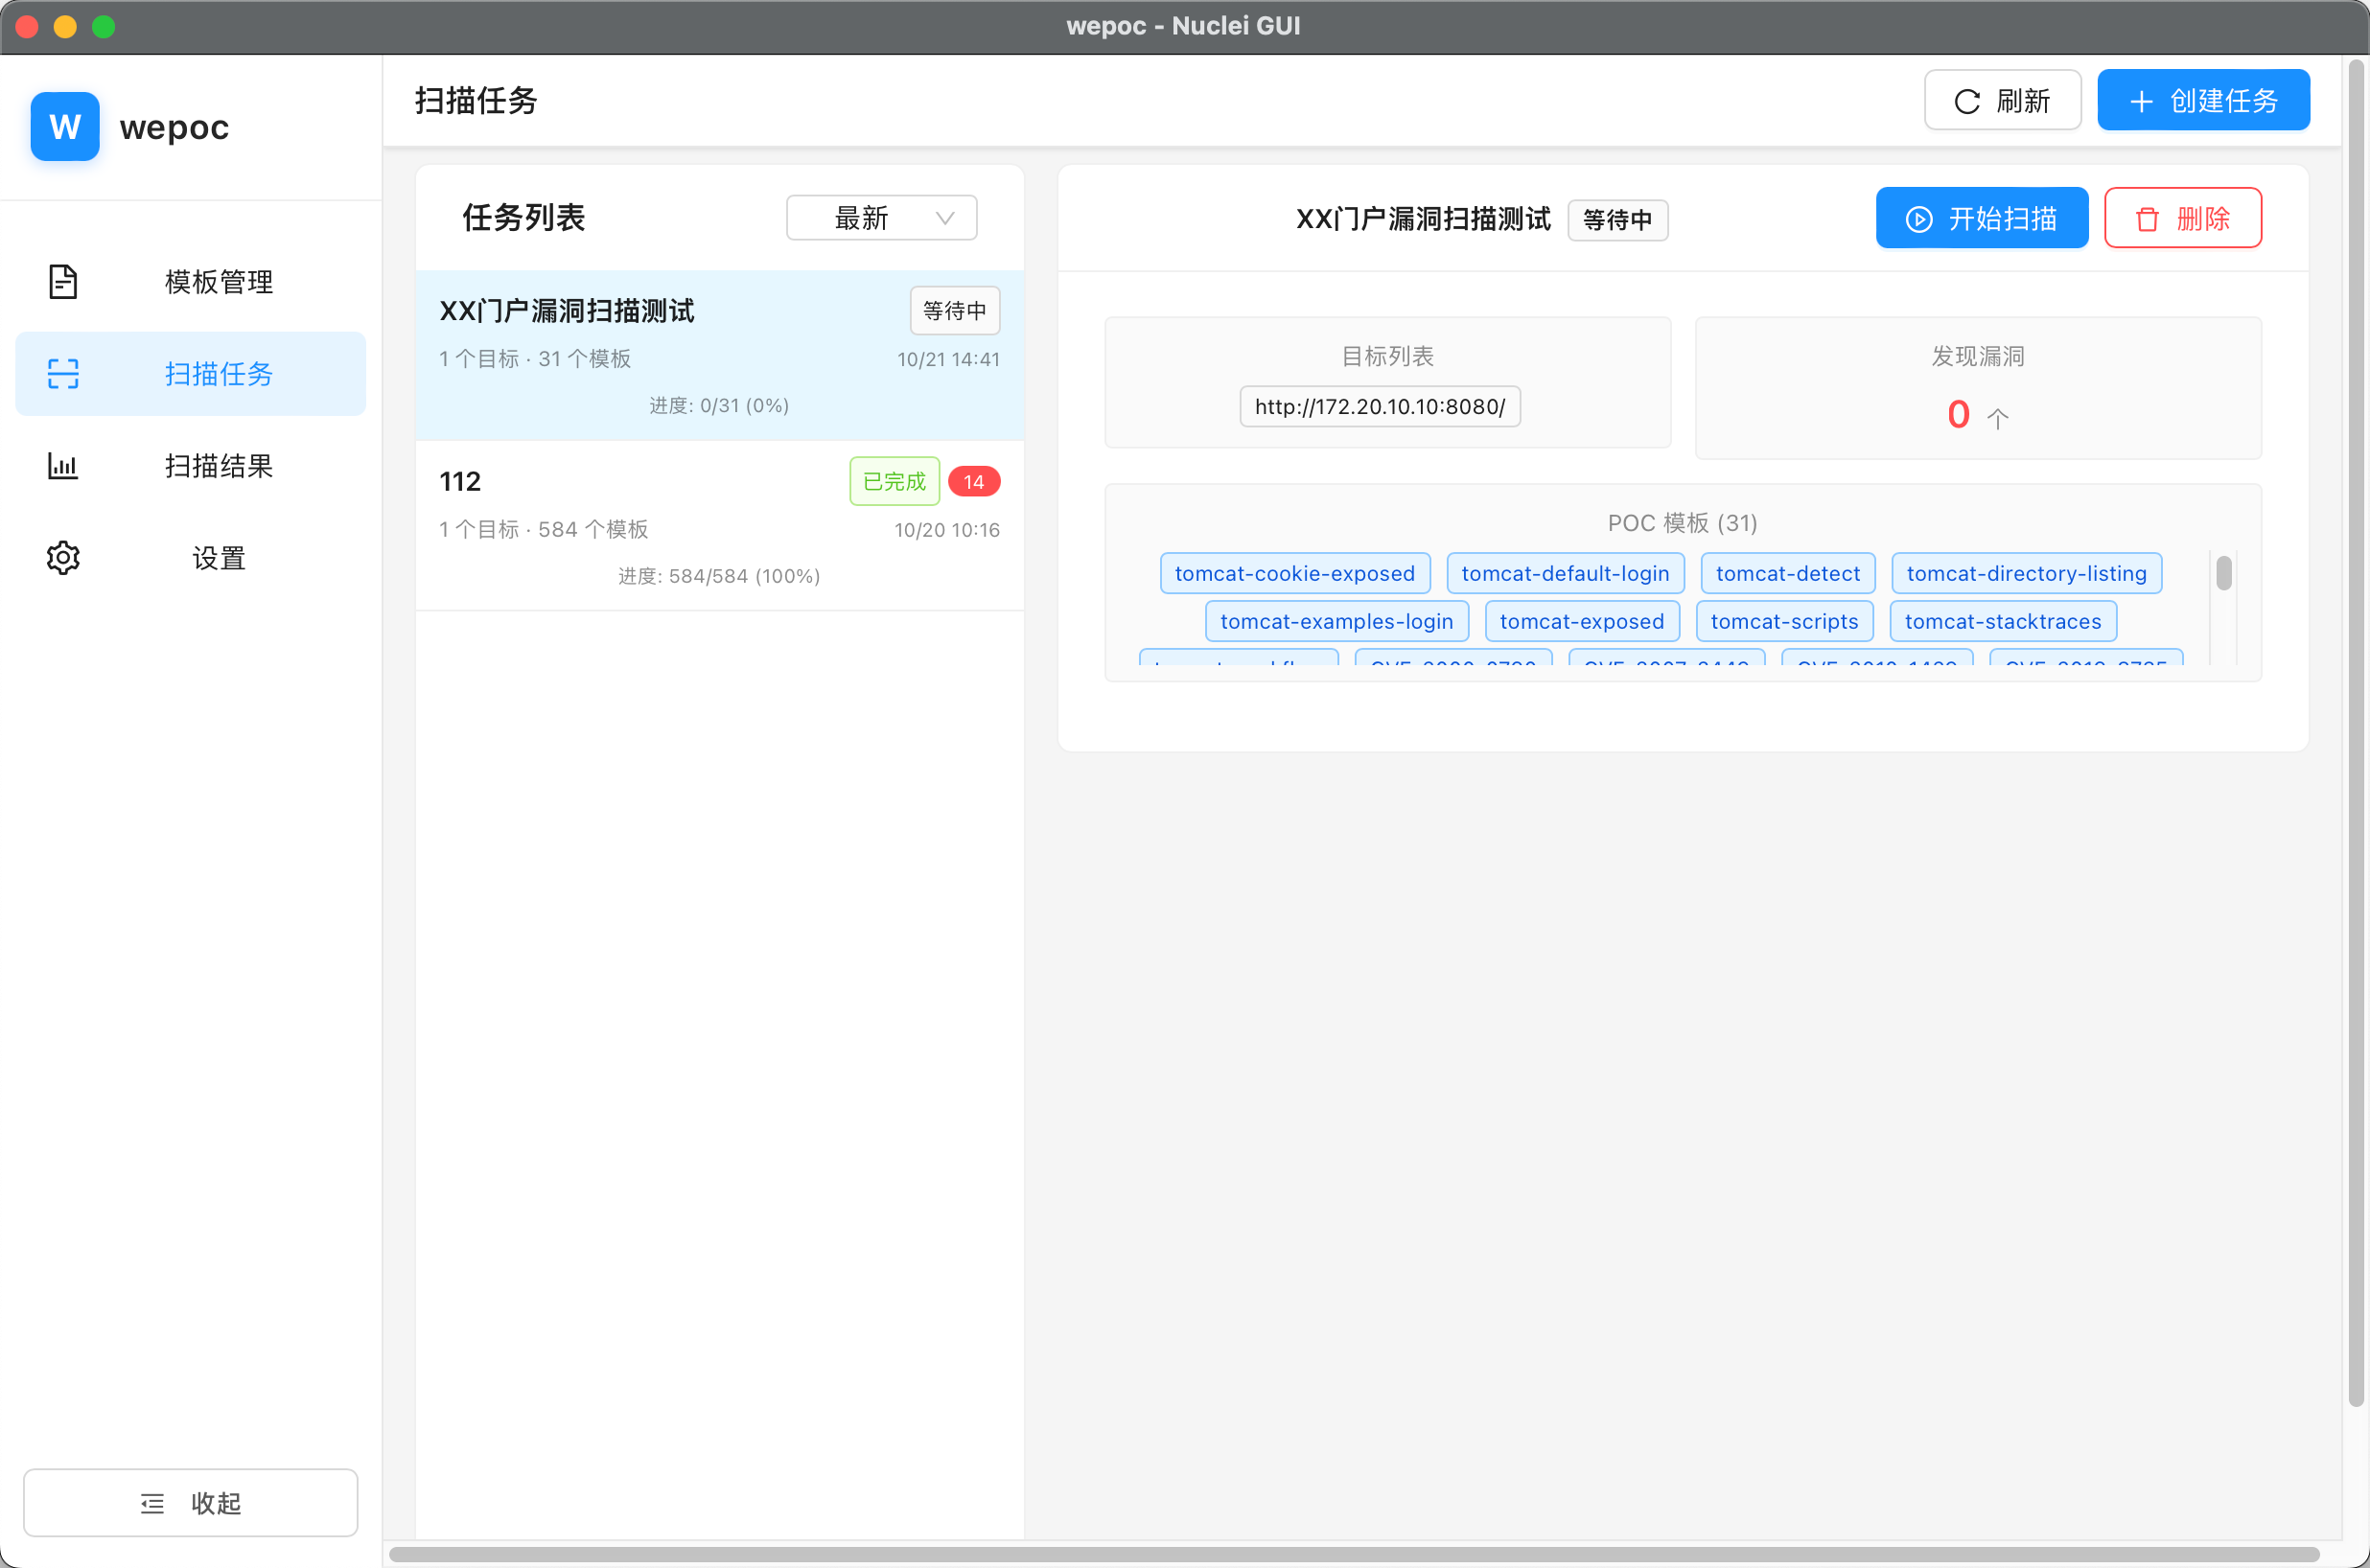 wepoc - Nuclei GUI
W wepoc
模板管理
扫描任务
扫描结果
设置
收起
扫描任务
刷新
创建任务
任务列表
最新
XX门户漏洞扫描测试 等待中
1 个目标 · 31 个模板 10/21 14:41
进度: 0/31 (0%)
112 已完成 14
1 个目标 · 584 个模板 10/20 10:16
进度: 584/584 (100%)
XX门户漏洞扫描测试 等待中
开始扫描
删除
目标列表
http://172.20.10.10:8080/
发现漏洞
0 个
POC 模板 (31)
tomcat-cookie-exposed tomcat-default-login tomcat-detect tomcat-directory-listing
tomcat-examples-login tomcat-exposed tomcat-scripts tomcat-stacktraces